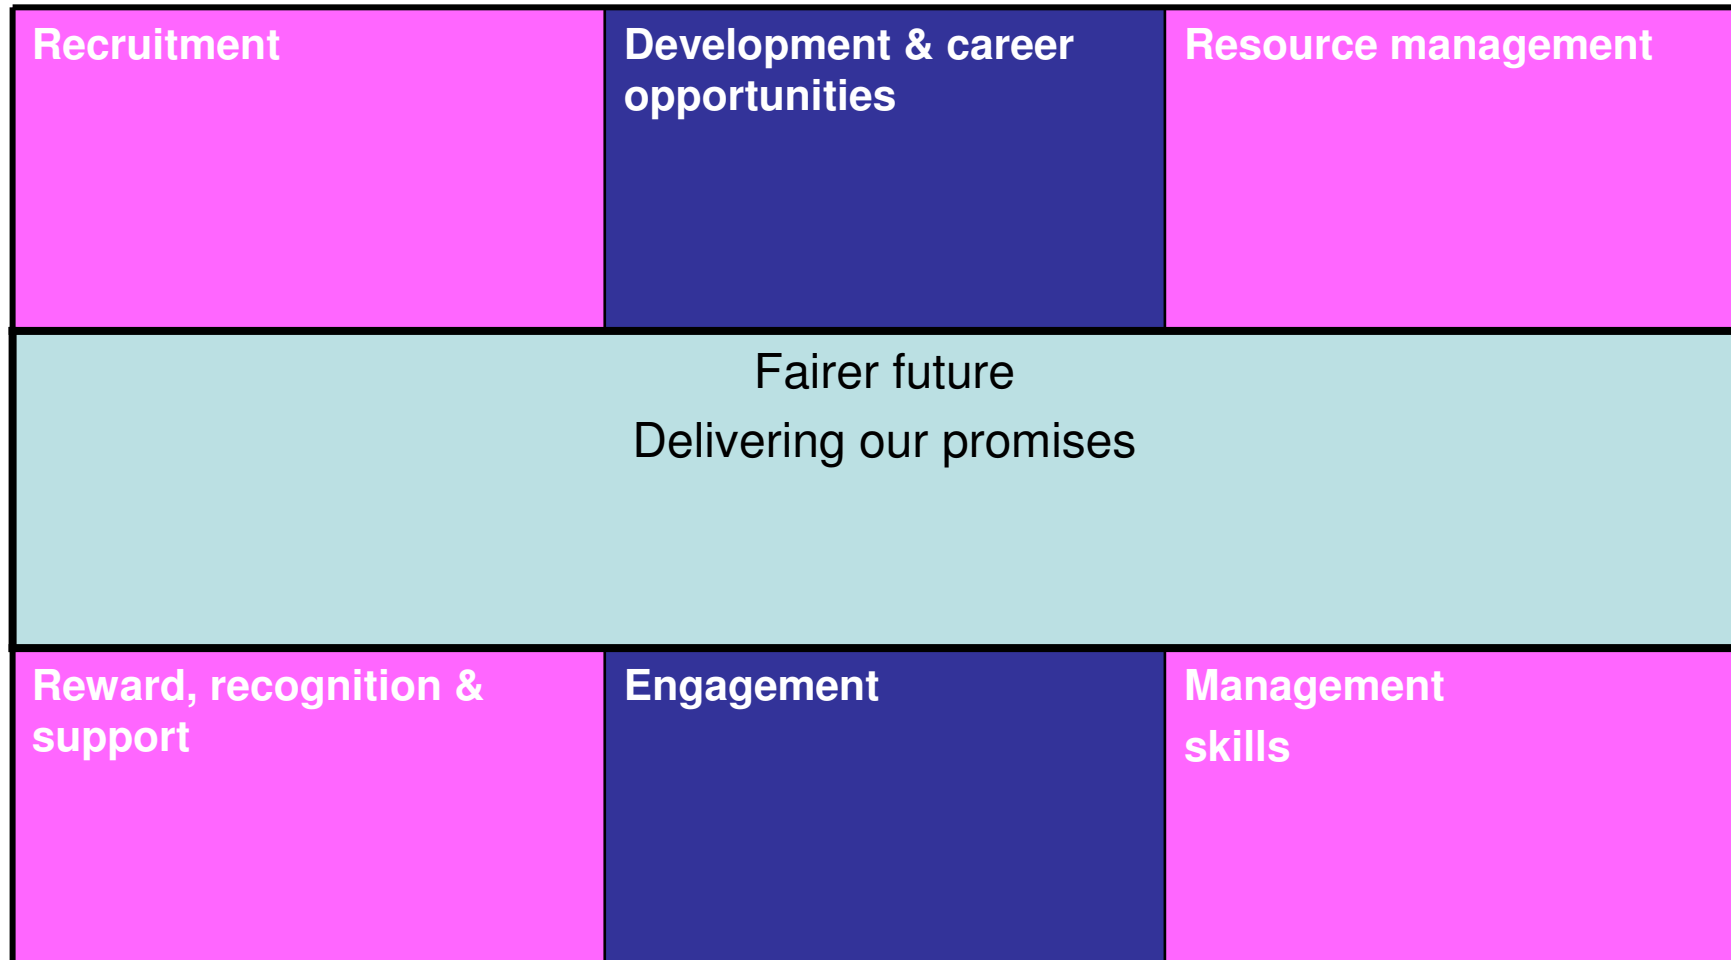 Recruitment
Development & career
opportunities
Resource management
Fairer future
Delivering our promises
Reward, recognition &
support
Engagement
Management
skills